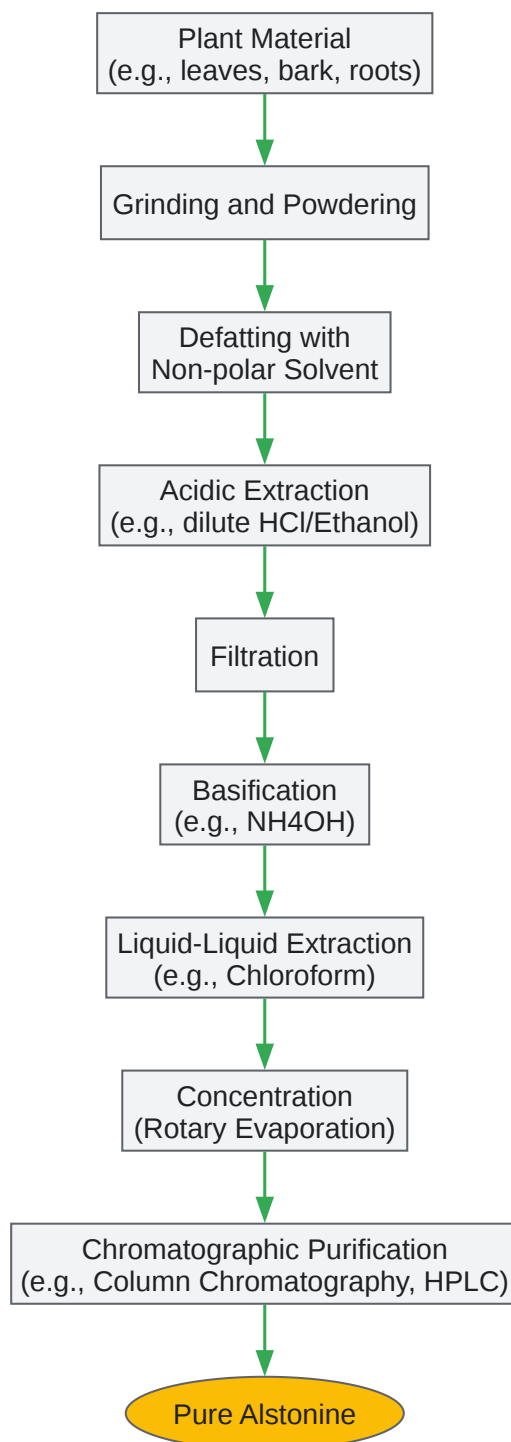 Plant Material
(e.g., leaves, bark, roots)
Grinding and Powdering
Defatting with
Non-polar Solvent
Acidic Extraction
(e.g., dilute HCl/Ethanol)
Filtration
Basification
(e.g., NH4OH)
Liquid-Liquid Extraction
(e.g., Chloroform)
Concentration
(Rotary Evaporation)
Chromatographic Purification
(e.g., Column Chromatography, HPLC)
Pure Alstonine